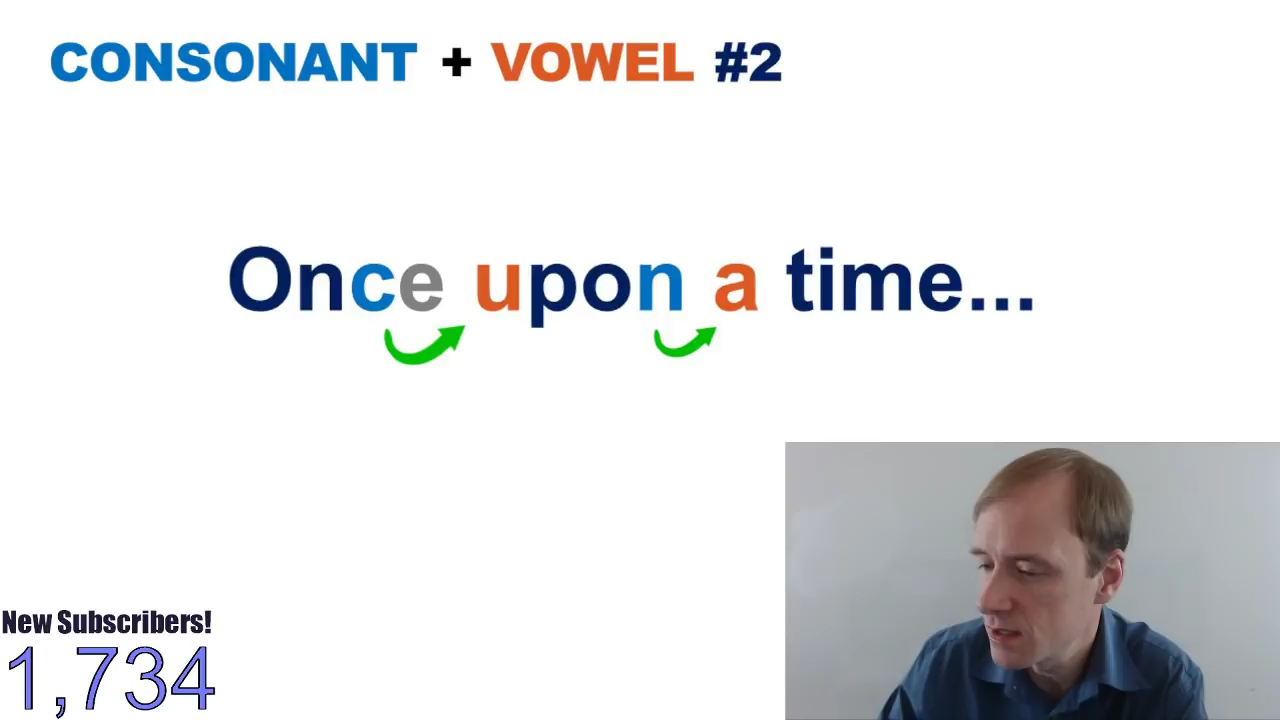 CONSONANT + VOWEL #2
Once upon a time...
New Subscribers!
1,734